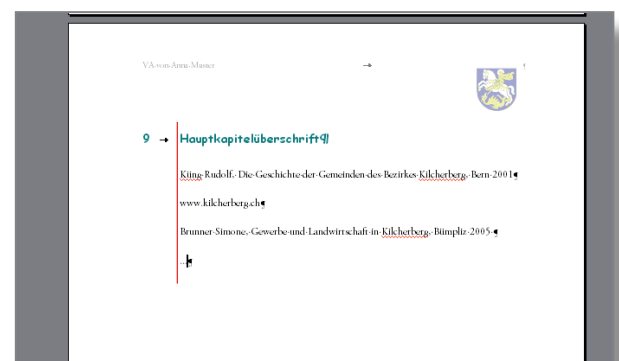 VA von Anna Muster
9 Hauptkapitelüberschrift
Küng Rudolf, Die Geschichte der Gemeinden des Bezirkes Kilcherberg, Bern 2001
www.kilcherberg.ch
Brunner Simone, Gewerbe und Landwirtschaft in Kilcherberg, Bümpliz 2005
...